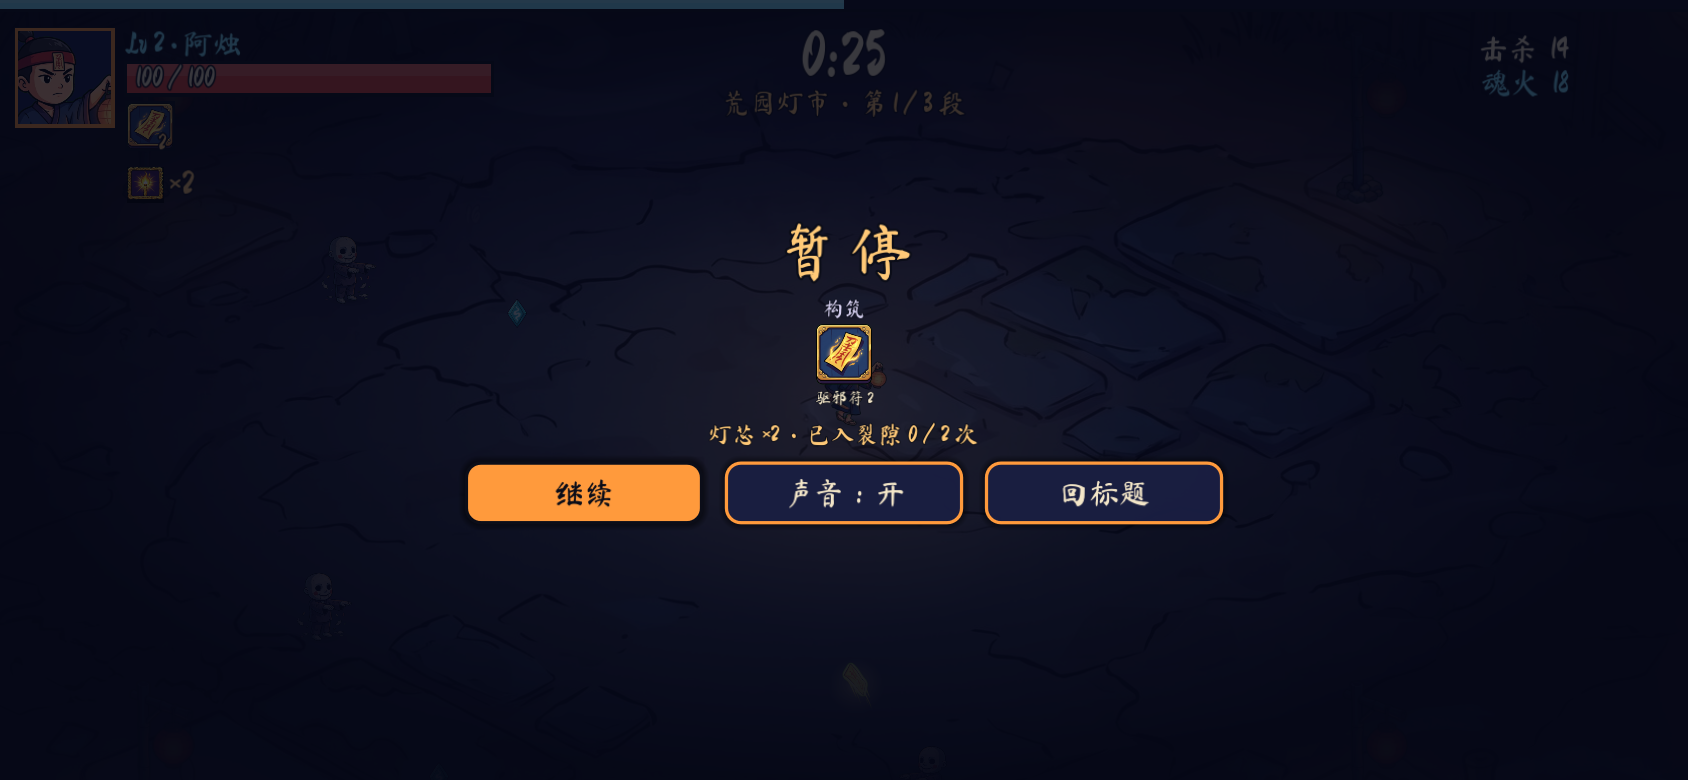 Lv 2 · 阿烛
100 / 100
2
×2
0:25
荒园灯市 · 第 1 / 3 段
击杀 14
魂火 18
暂停
构筑
驱邪符 2
灯芯 ×2 · 已入裂隙 0 / 2 次
继续
声音：开
回标题